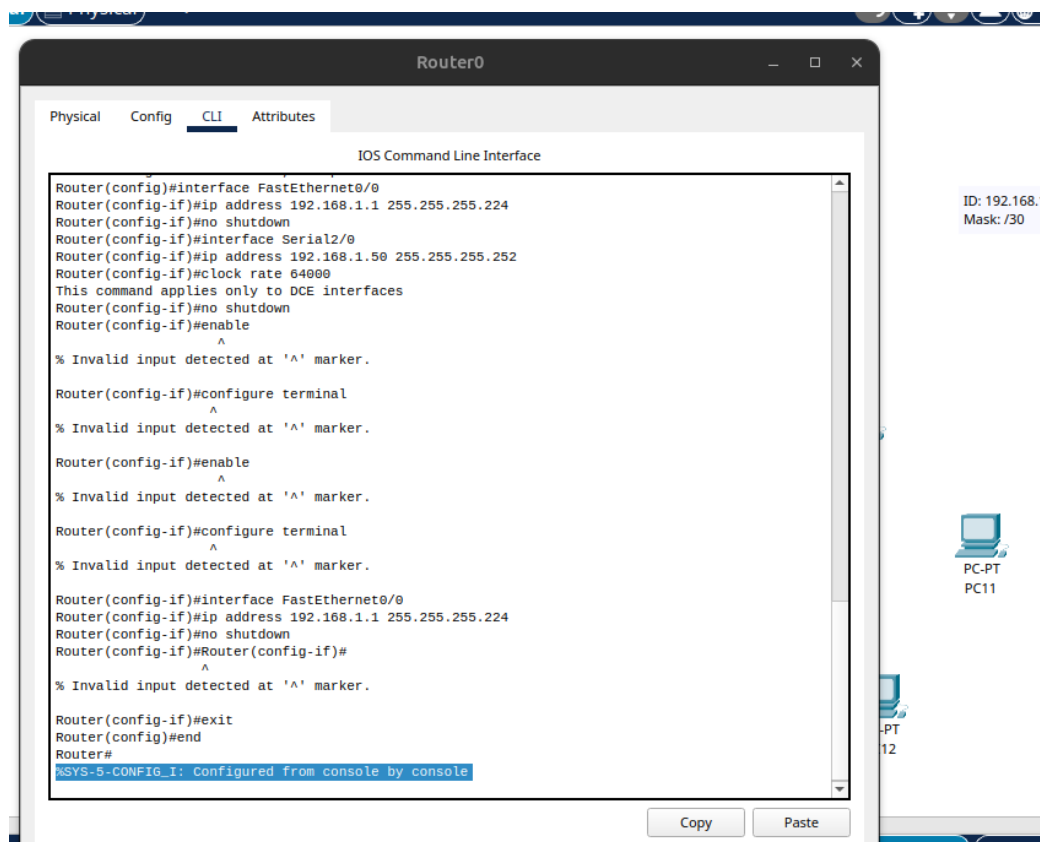 Physical
Router0
Physical Config CLI Attributes
IOS Command Line Interface
Router(config)#interface FastEthernet0/0
Router(config-if)#ip address 192.168.1.1 255.255.255.224
Router(config-if)#no shutdown
Router(config-if)#interface Serial2/0
Router(config-if)#ip address 192.168.1.50 255.255.255.252
Router(config-if)#clock rate 64000
This command applies only to DCE interfaces
Router(config-if)#no shutdown
Router(config-if)#enable
^
% Invalid input detected at '^' marker.
Router(config-if)#configure terminal
^
% Invalid input detected at '^' marker.
Router(config-if)#enable
^
% Invalid input detected at '^' marker.
Router(config-if)#configure terminal
^
% Invalid input detected at '^' marker.
Router(config-if)#interface FastEthernet0/0
Router(config-if)#ip address 192.168.1.1 255.255.255.224
Router(config-if)#no shutdown
Router(config-if)#Router(config-if)#
^
% Invalid input detected at '^' marker.
Router(config-if)#exit
Router(config)#end
Router#
%SYS-5-CONFIG_I: Configured from console by console
Copy Paste
ID: 192.168.
Mask: /30
PC-PT
PC11
-PT
12